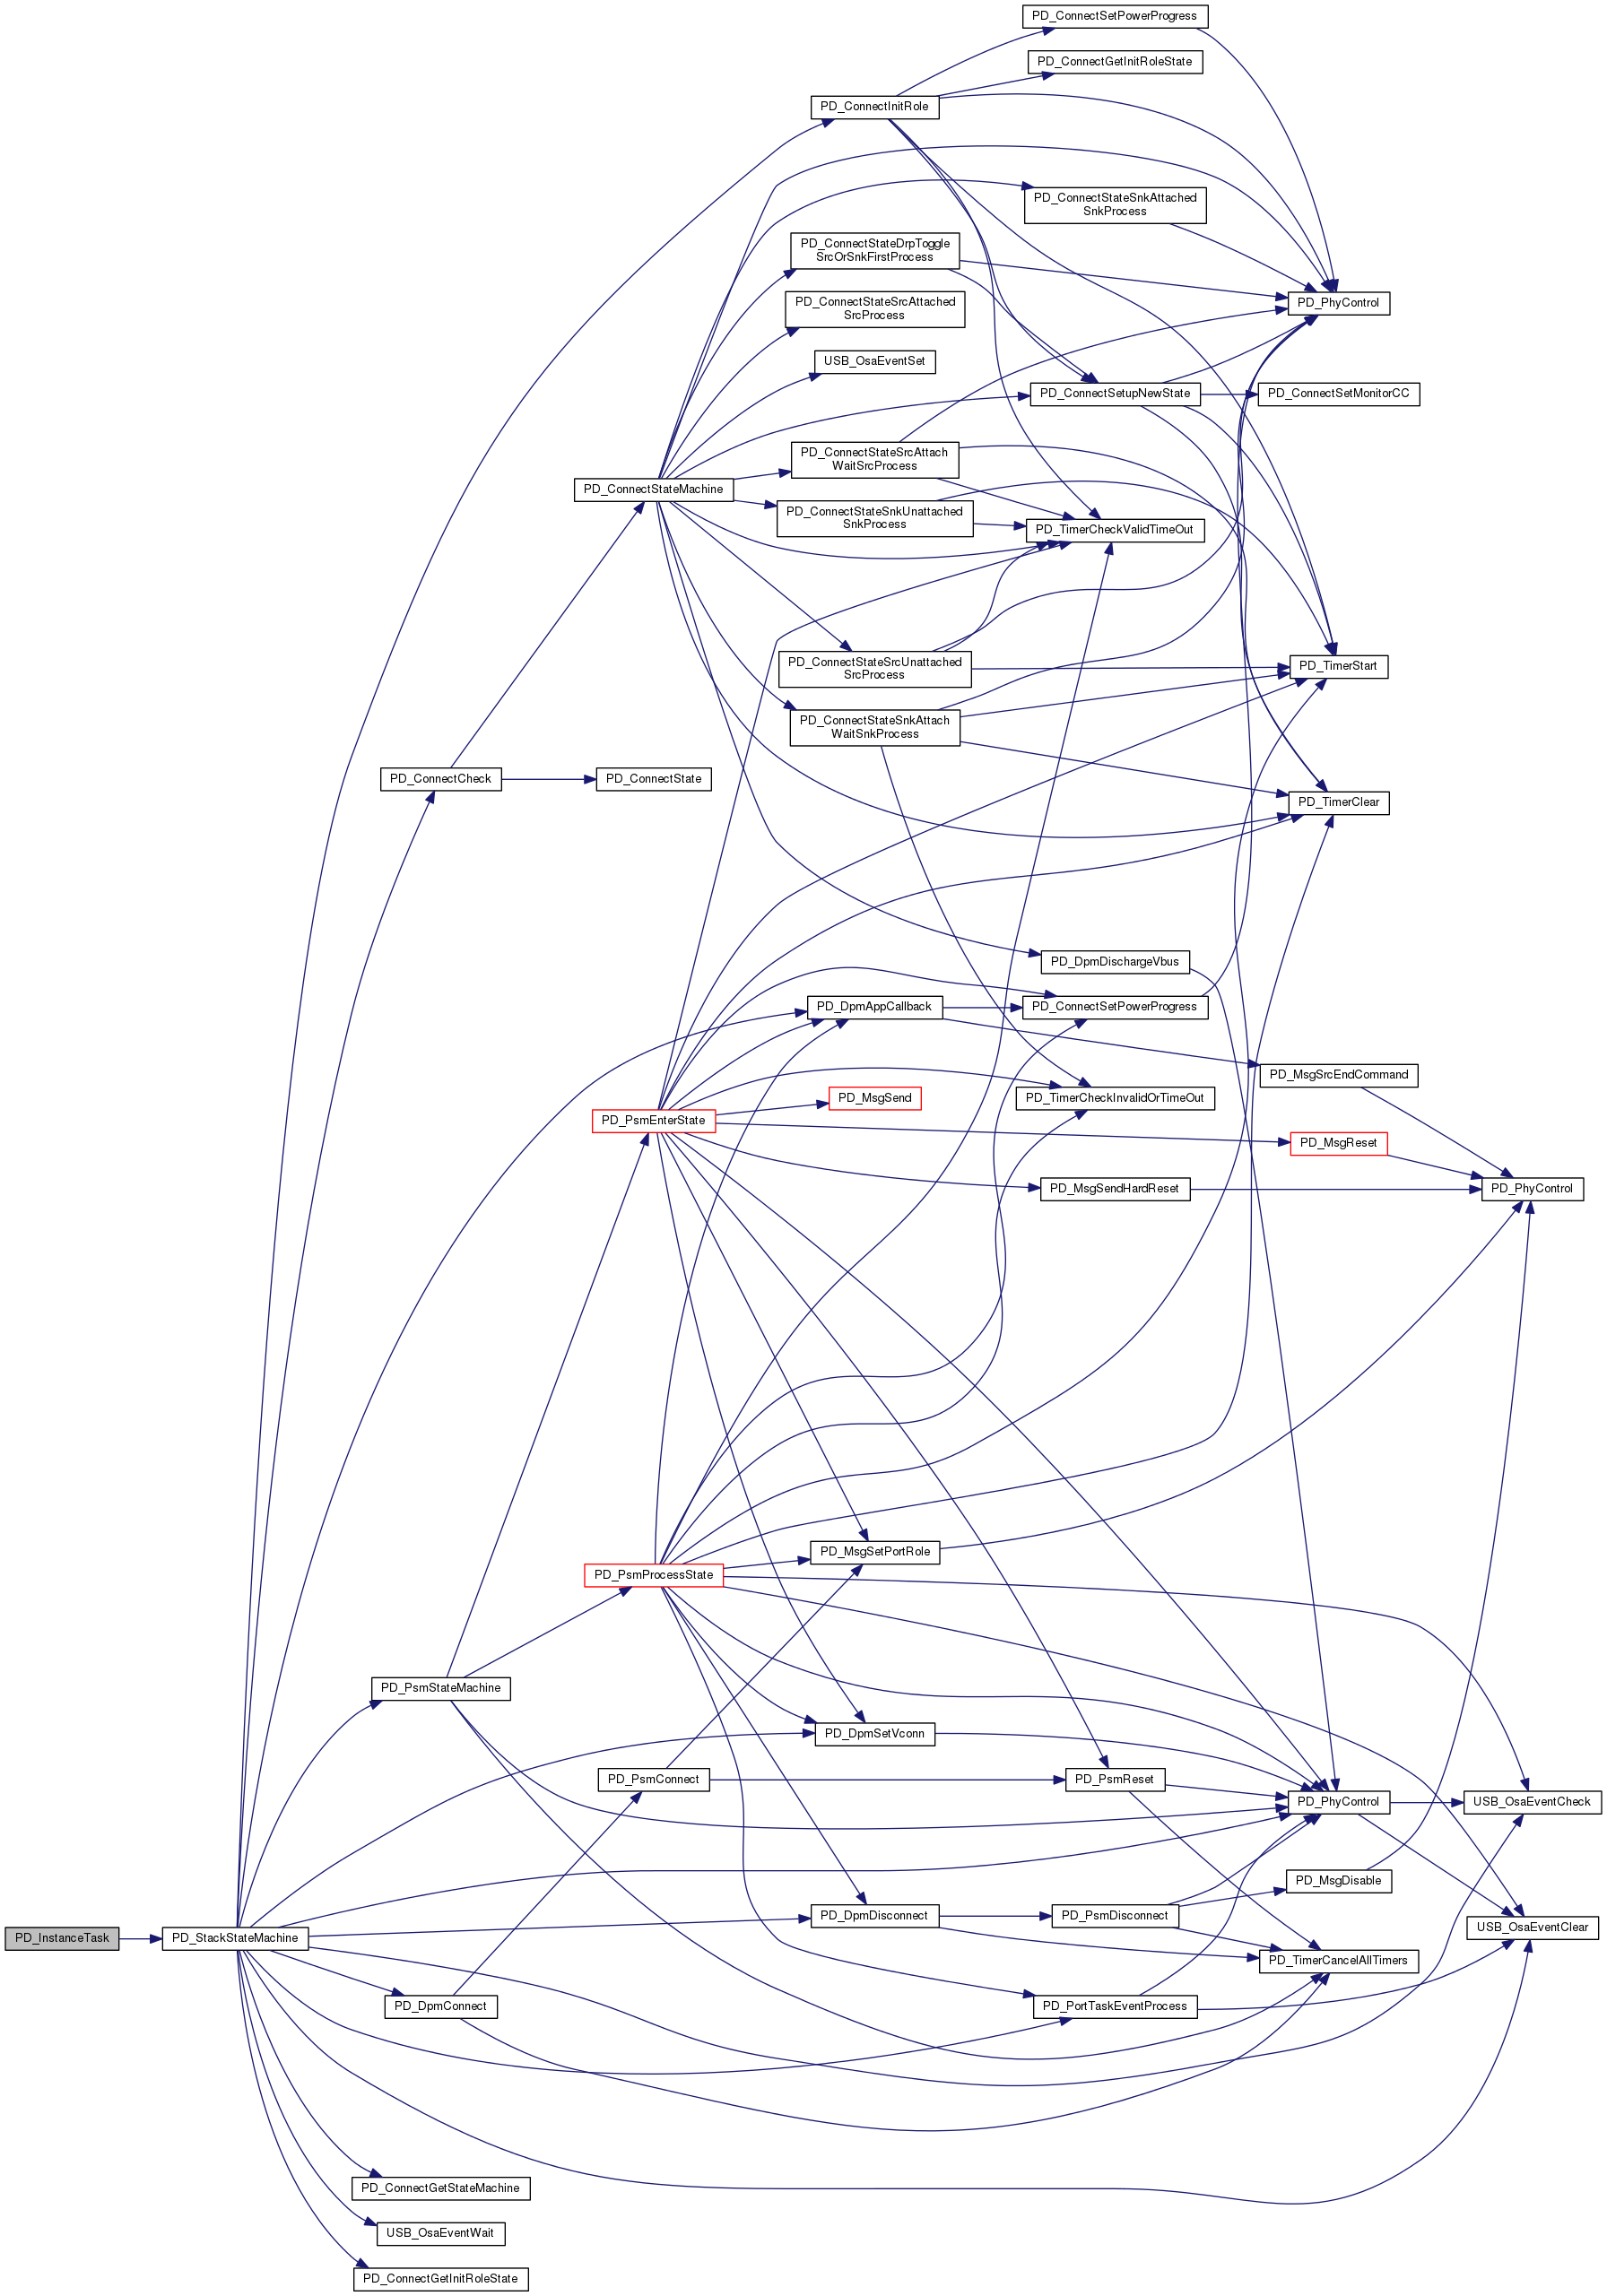 PD_ConnectSetPowerProgress
PD_ConnectGetInitRoleState
PD_ConnectInitRole
PD_ConnectStateSnkAttached
SnkProcess
PD_ConnectStateDrpToggle
SrcOrSnkFirstProcess
PD_ConnectStateSrcAttached
SrcProcess
PD_PhyControl
USB_OsaEventSet
PD_ConnectSetupNewState
PD_ConnectSetMonitorCC
PD_ConnectStateSrcAttach
WaitSrcProcess
PD_ConnectStateMachine
PD_ConnectStateSnkUnattached
SnkProcess
PD_TimerCheckValidTimeOut
PD_ConnectStateSrcUnattached
SrcProcess
PD_TimerStart
PD_ConnectStateSnkAttach
WaitSnkProcess
PD_ConnectCheck
PD_ConnectState
PD_TimerClear
PD_DpmDischargeVbus
PD_DpmAppCallback
PD_ConnectSetPowerProgress
PD_MsgSrcEndCommand
PD_MsgSend
PD_TimerCheckInvalidOrTimeOut
PD_PsmEnterState
PD_MsgReset
PD_MsgSendHardReset
PD_PhyControl
PD_MsgSetPortRole
PD_PsmProcessState
PD_PsmStateMachine
PD_DpmSetVconn
PD_PsmConnect
PD_PsmReset
PD_PhyControl
USB_OsaEventCheck
PD_MsgDisable
PD_DpmDisconnect
PD_PsmDisconnect
USB_OsaEventClear
PD_InstanceTask
PD_StackStateMachine
PD_TimerCancelAllTimers
PD_DpmConnect
PD_PortTaskEventProcess
PD_ConnectGetStateMachine
USB_OsaEventWait
PD_ConnectGetInitRoleState